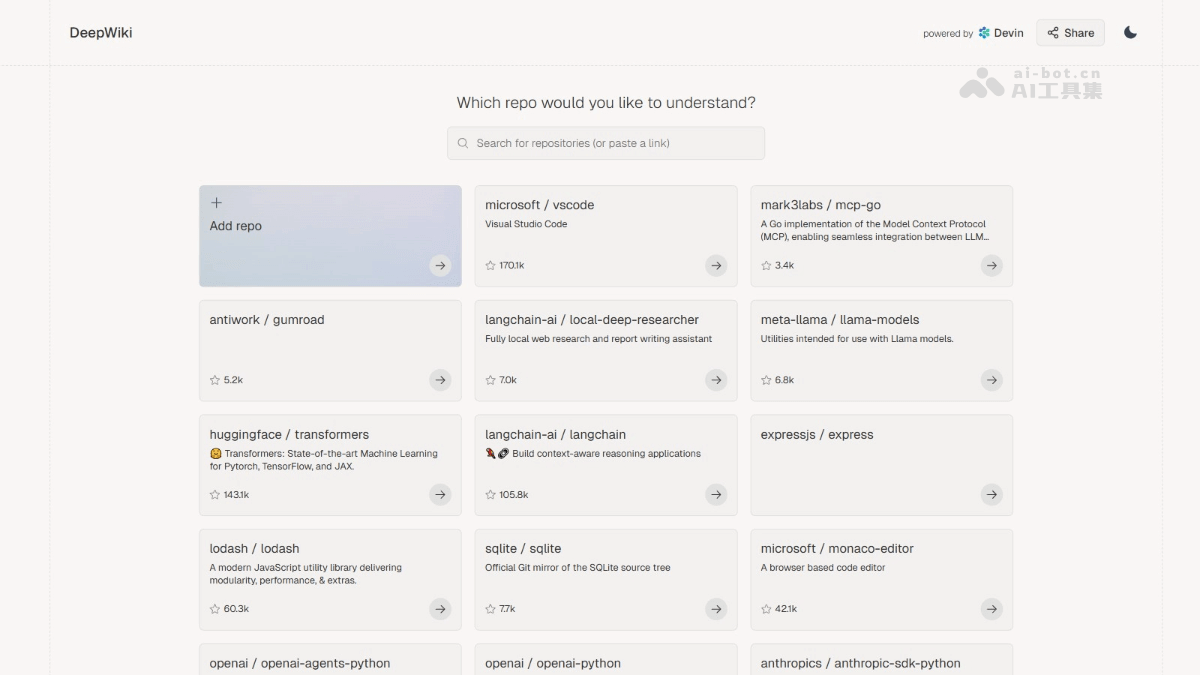 DeepWiki
powered by Devin
Share
ai-bot.cn
AI工具集
Which repo would you like to understand?
Search for repositories (or paste a link)
Add repo
microsoft / vscode
Visual Studio Code
170.1k
mark3labs / mcp-go
A Go implementation of the Model Context Protocol
(MCP), enabling seamless integration between LLM...
3.4k
antiwork / gumroad
5.2k
langchain-ai / local-deep-researcher
Fully local web research and report writing assistant
7.0k
meta-llama / llama-models
Utilities intended for use with Llama models.
6.8k
huggingface / transformers
🤗 Transformers: State-of-the-art Machine Learning
for Pytorch, TensorFlow, and JAX.
143.1k
langchain-ai / langchain
🦜🔗 Build context-aware reasoning applications
105.8k
expressjs / express
lodash / lodash
A modern JavaScript utility library delivering
modularity, performance, & extras.
60.3k
sqlite / sqlite
Official Git mirror of the SQLite source tree
7.7k
microsoft / monaco-editor
A browser based code editor
42.1k
openai / openai-agents-python
openai / openai-python
anthropics / anthropic-sdk-python